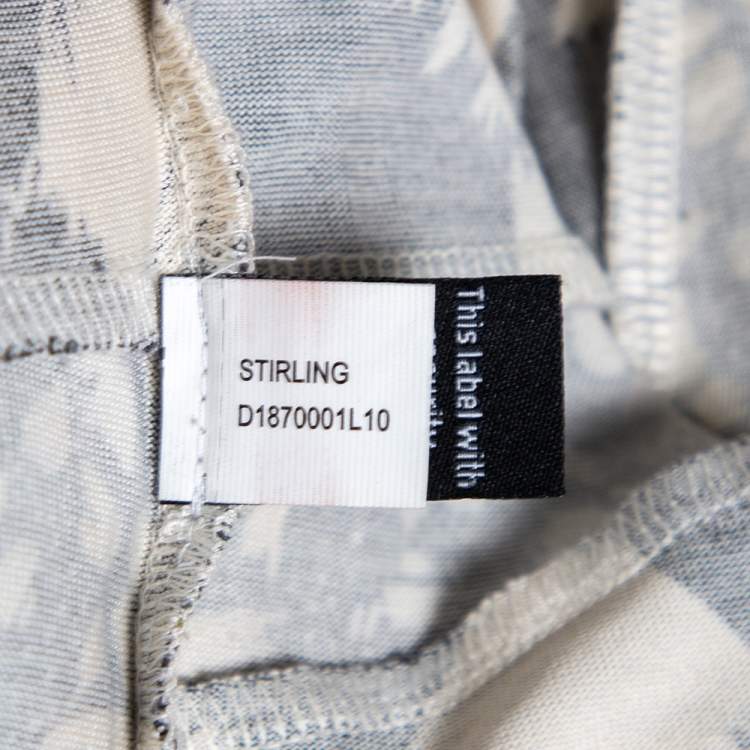 STIRLING
D1870001L10
This label with